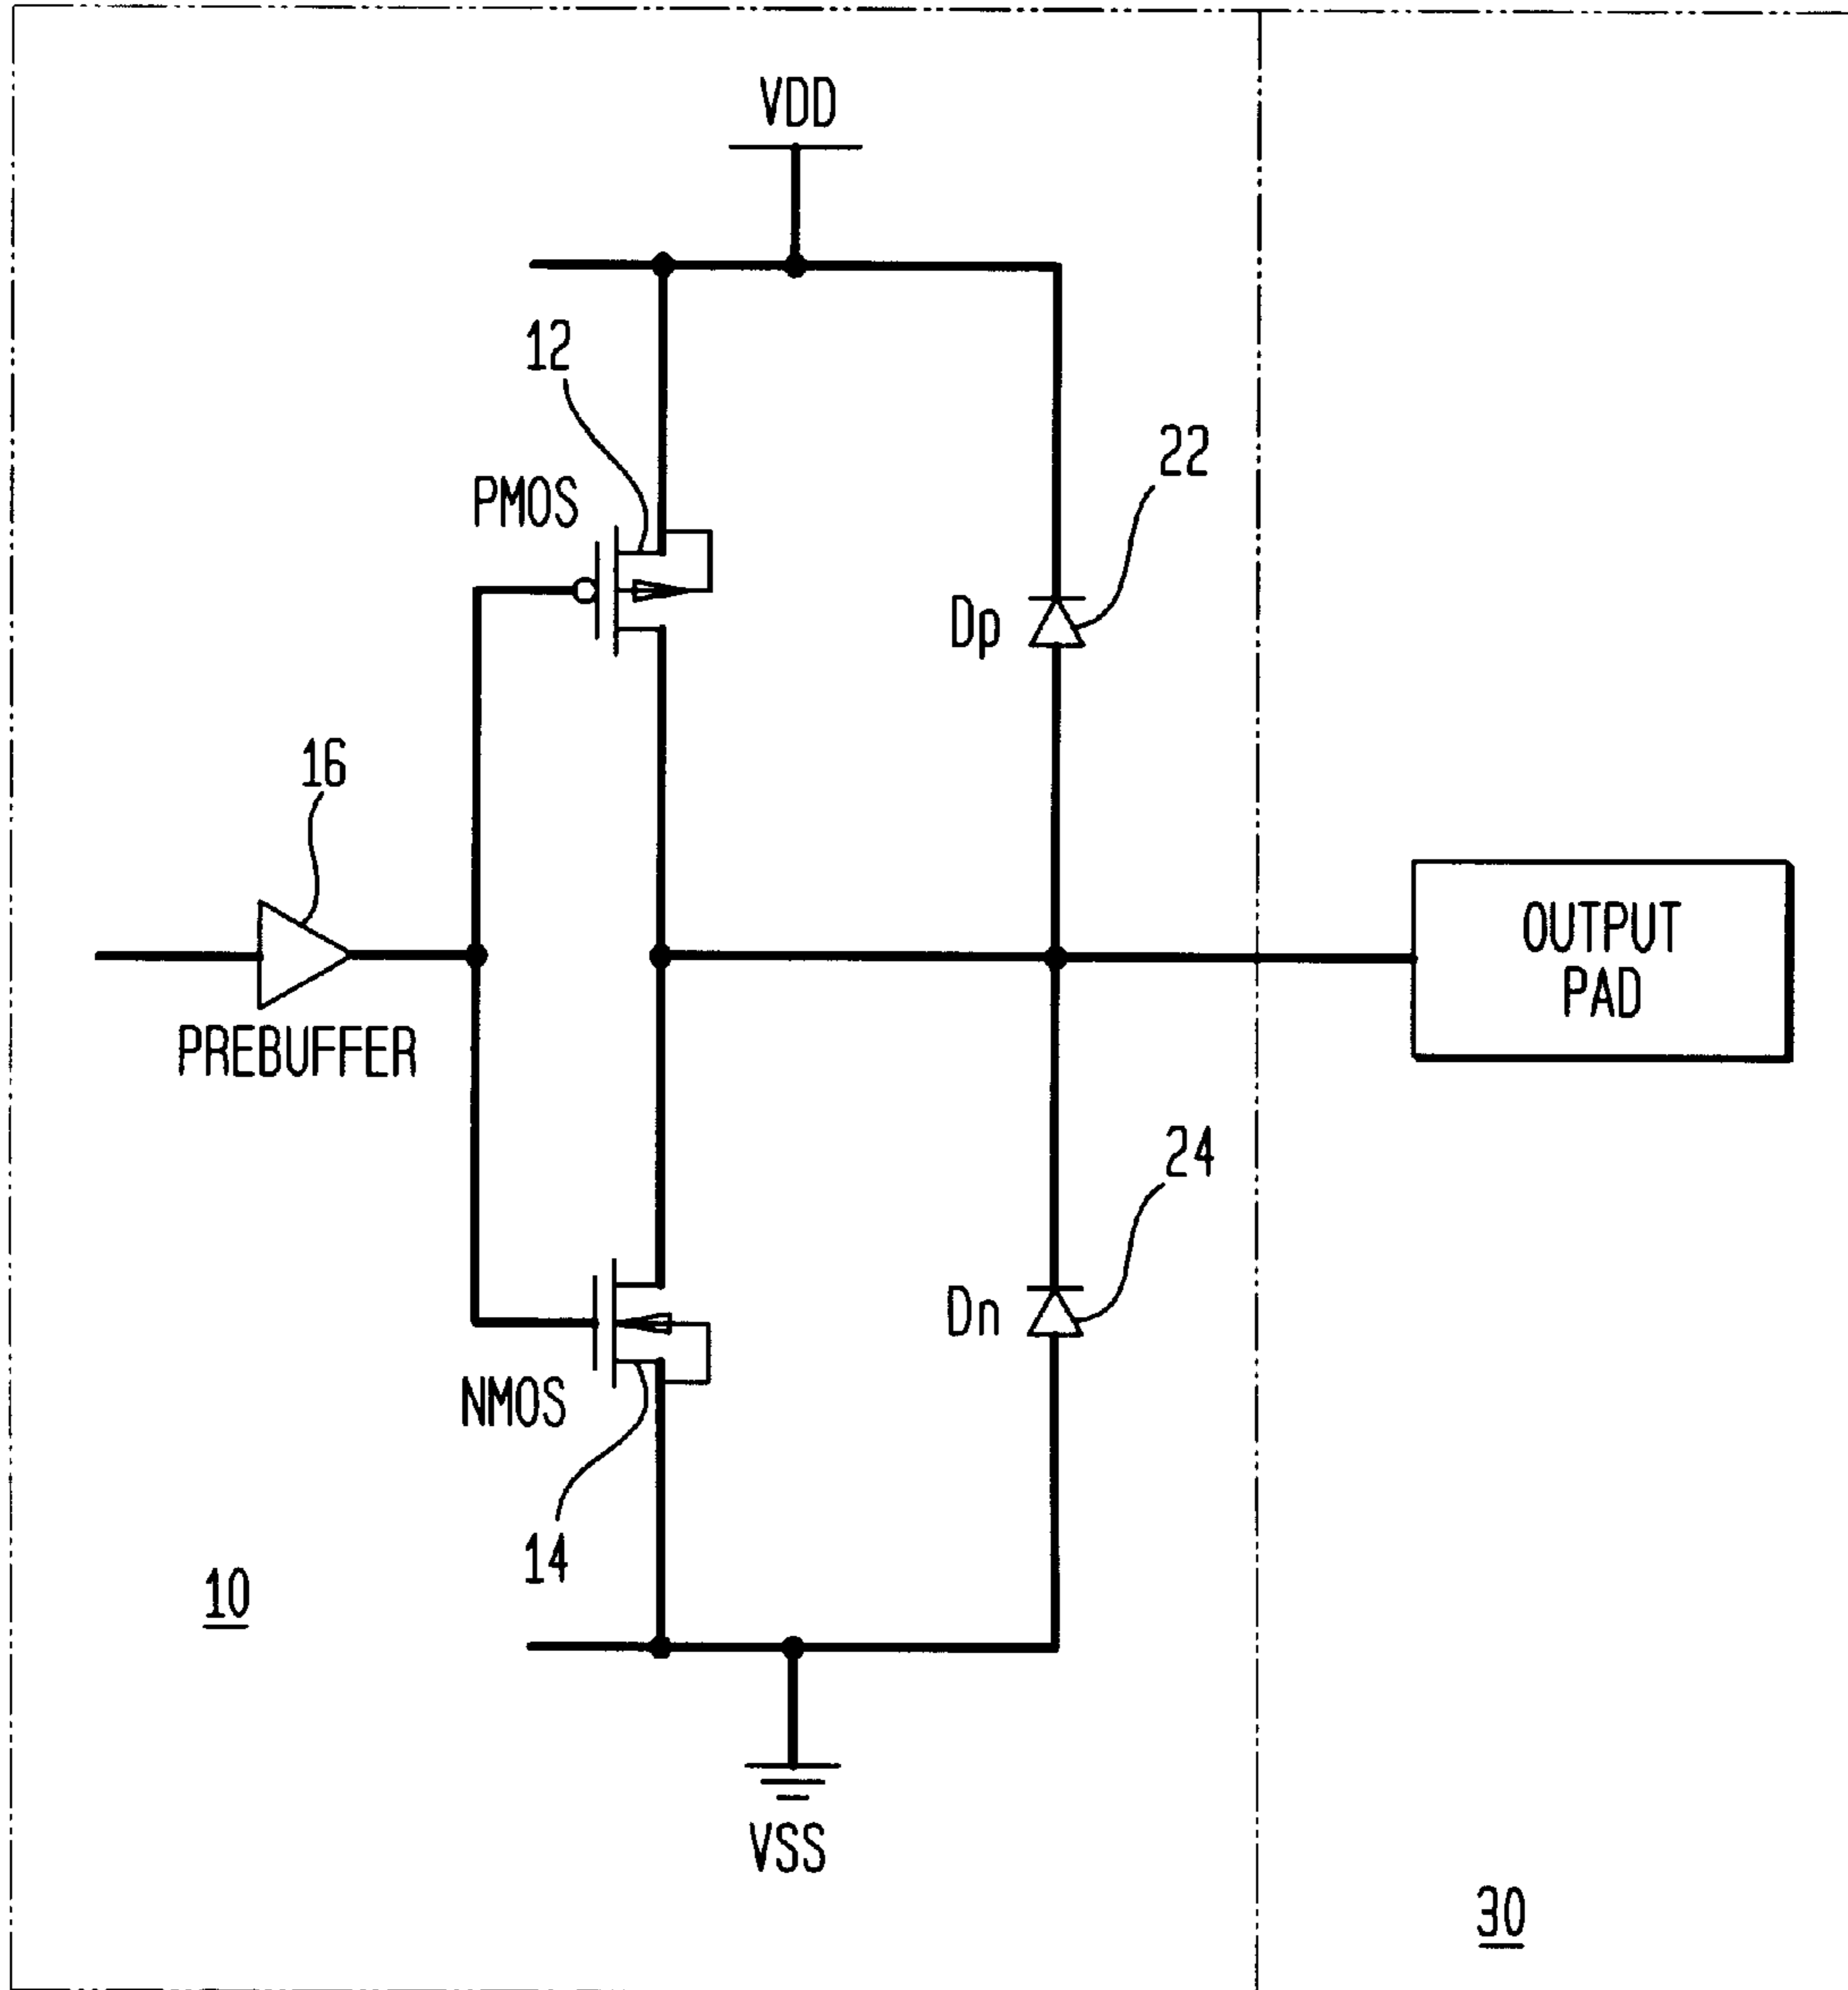 VDD
12
PMOS
22
Dp
16
OUTPUT
PAD
PREBUFFER
24
Dn
NMOS
14
10
VSS
30